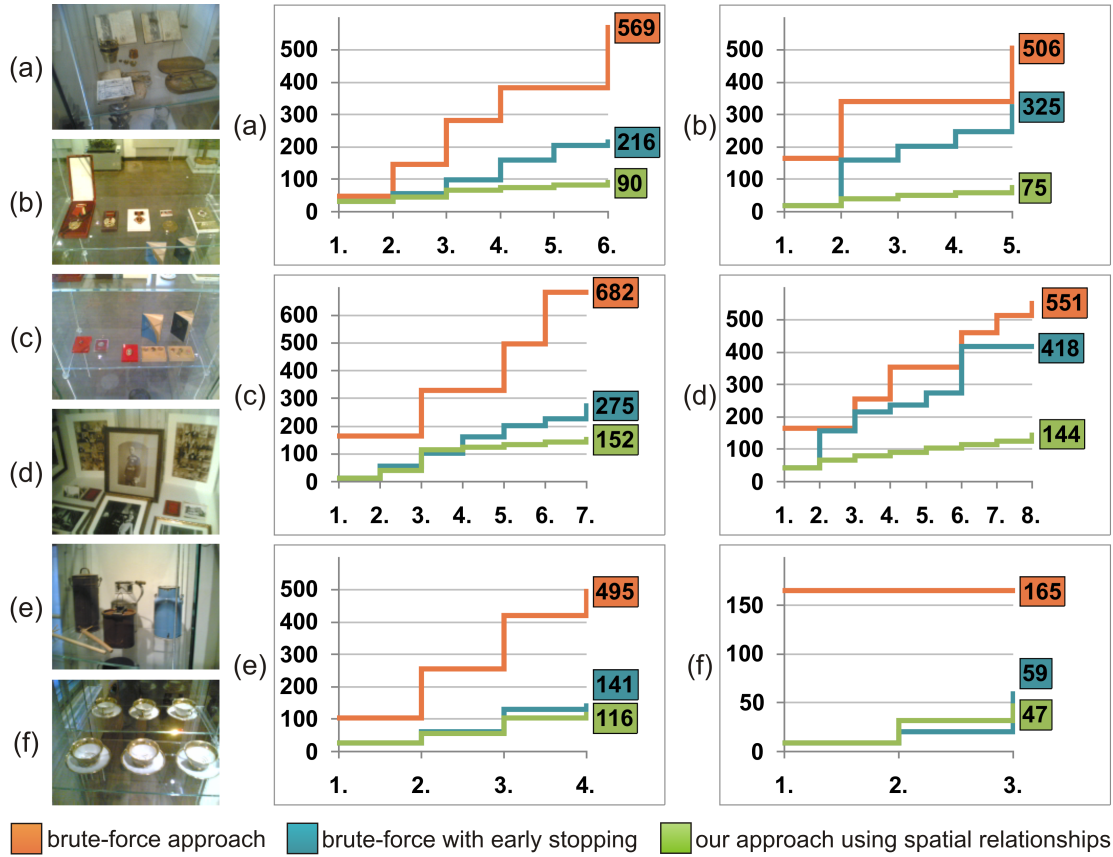 (a)
(b)
(c)
(d)
(e)
(f)
(a)
500
400
300
200
100
0
1. 2. 3. 4. 5. 6.
569
216
90
(b)
500
400
300
200
100
0
1. 2. 3. 4. 5.
506
325
75
(c)
600
500
400
300
200
100
0
1. 2. 3. 4. 5. 6. 7.
682
275
152
(d)
500
400
300
200
100
0
1. 2. 3. 4. 5. 6. 7. 8.
551
418
144
(e)
500
400
300
200
100
0
1. 2. 3. 4.
495
141
116
(f)
150
100
50
0
1. 2. 3.
165
59
47
brute-force approach brute-force with early stopping our approach using spatial relationships